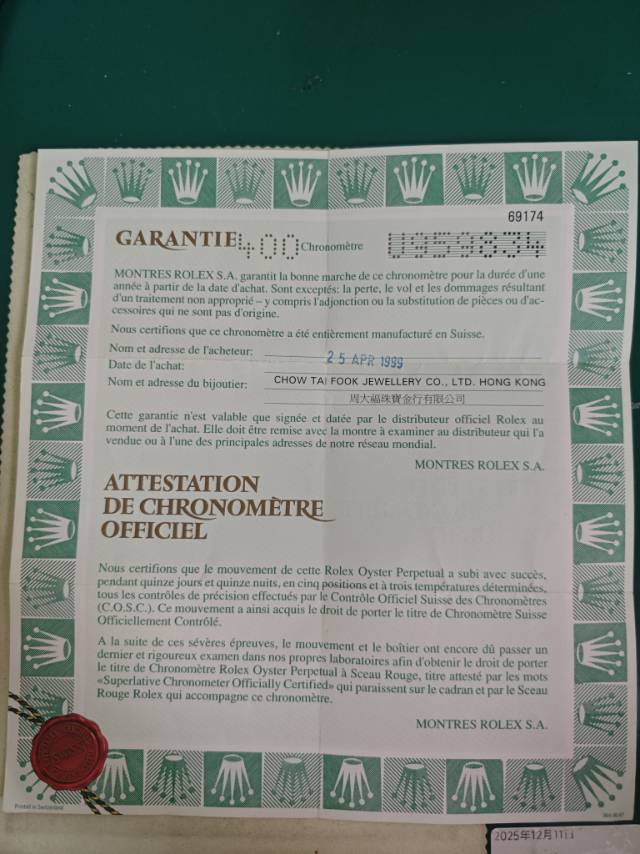 69174
GARANTIE 400 Chronomètre U959834
MONTRES ROLEX S.A. garantit la bonne marche de ce chronomètre pour la durée d'une
année à partir de la date d'achat. Sont exceptés: la perte, le vol et les dommages résultant
d'un traitement non approprié – y compris l'adjonction ou la substitution de pièces ou d'ac-
cessoires qui ne sont pas d'origine.
Nous certifions que ce chronomètre a été entièrement manufacturé en Suisse.
Nom et adresse de l'acheteur:
Date de l'achat: 25 APR 1999
Nom et adresse du bijoutier: CHOW TAI FOOK JEWELLERY CO., LTD. HONG KONG
周大福珠寶金行有限公司
Cette garantie n'est valable que signée et datée par le distributeur officiel Rolex au
moment de l'achat. Elle doit être remise avec la montre à examiner au distributeur qui l'a
vendue ou à l'une des principales adresses de notre réseau mondial.
MONTRES ROLEX S.A.
ATTESTATION
DE CHRONOMÈTRE
OFFICIEL
Nous certifions que le mouvement de cette Rolex Oyster Perpetual a subi avec succès,
pendant quinze jours et quinze nuits, en cinq positions et à trois températures déterminées,
tous les contrôles de précision effectués par le Contrôle Officiel Suisse des Chronomètres
(C.O.S.C.). Ce mouvement a ainsi acquis le droit de porter le titre de Chronomètre Suisse
Officiellement Contrôlé.
A la suite de ces sévères épreuves, le mouvement et le boîtier ont encore dû passer un
dernier et rigoureux examen dans nos propres laboratoires afin d'obtenir le droit de porter
le titre de Chronomètre Rolex Oyster Perpetual à Sceau Rouge, titre attesté par les mots
«Superlative Chronometer Officially Certified» qui paraissent sur le cadran et par le Sceau
Rouge Rolex qui accompagne ce chronomètre.
MONTRES ROLEX S.A.
Printed in Switzerland
2025年12月11日